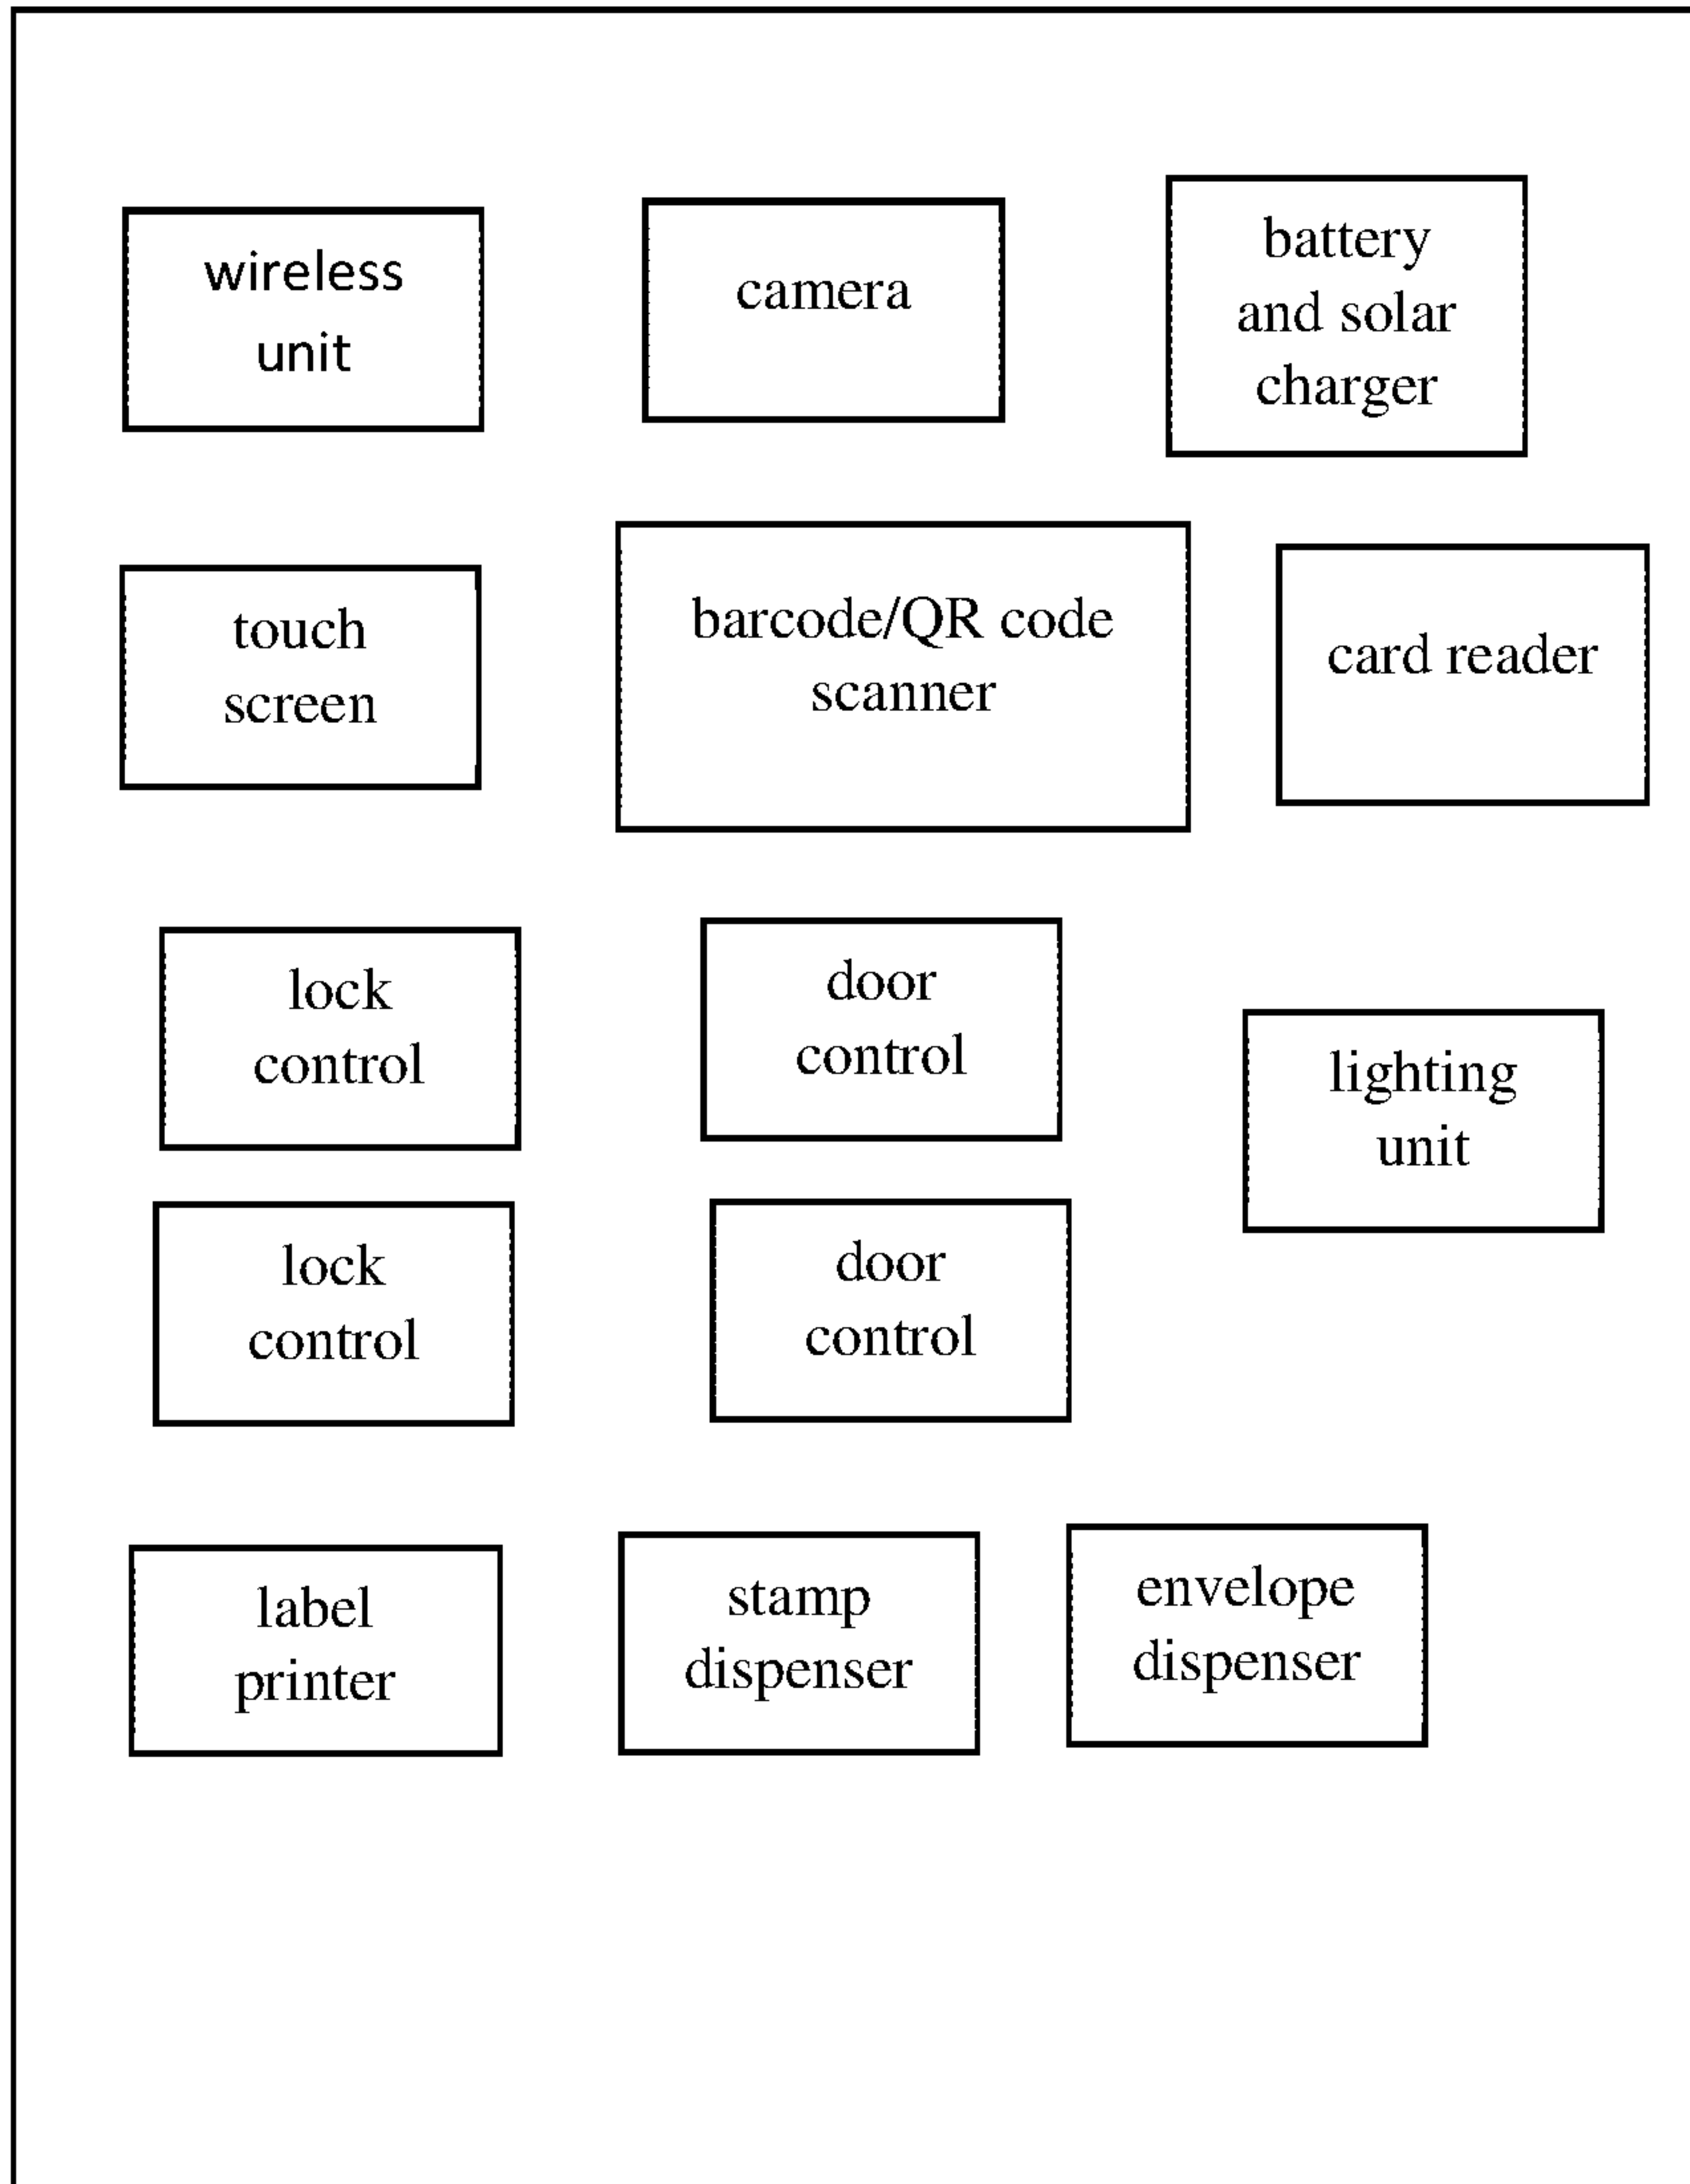 wireless
unit
camera
battery
and solar
charger
touch
screen
barcode/QR code
scanner
card reader
lock
control
door
control
lighting
unit
lock
control
door
control
label
printer
stamp
dispenser
envelope
dispenser